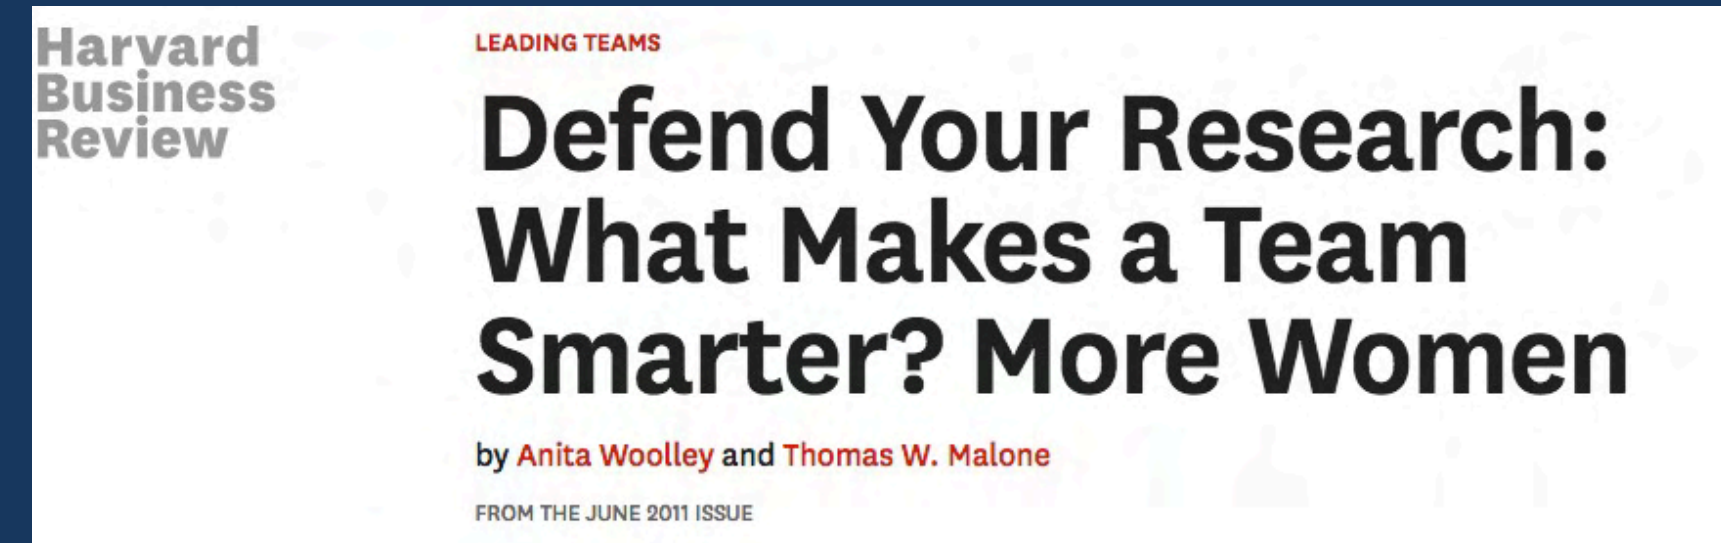 Harvard
Business
Review
LEADING TEAMS
Defend Your Research:
What Makes a Team
Smarter? More Women
by Anita Woolley and Thomas W. Malone
FROM THE JUNE 2011 ISSUE